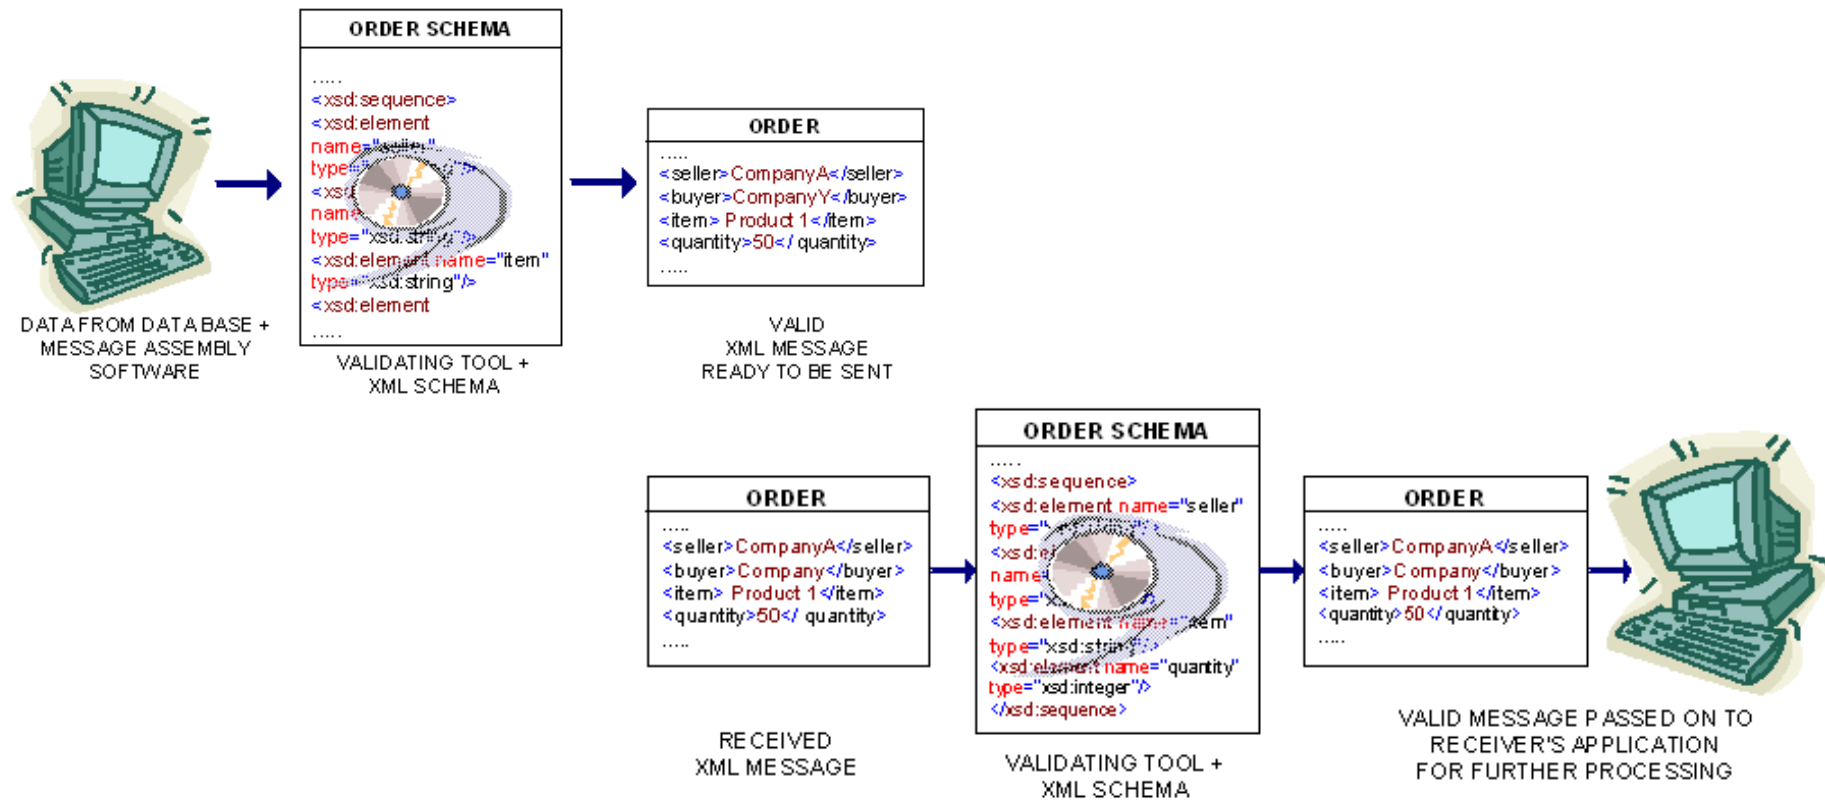 ORDER SCHEMA
.....
<xsd:sequence>
<xsd:element
name="seller"
type="
<xsd
name
type="xsd:string"/>
<xsd:element name="item"
type="xsd:string"/>
<xsd:element
.....
DATA FROM DATABASE +
MESSAGE ASSEMBLY
SOFTWARE
VALIDATING TOOL +
XML SCHEMA
ORDER
.....
<seller>CompanyA</seller>
<buyer>CompanyY</buyer>
<item> Product 1</item>
<quantity>50</ quantity>
.....
VALID
XML MESSAGE
READY TO BE SENT
ORDER
.....
<seller>CompanyA</seller>
<buyer>Company</buyer>
<item> Product 1</item>
<quantity>50</ quantity>
.....
RECEIVED
XML MESSAGE
ORDER SCHEMA
.....
<xsd:sequence>
<xsd:element name="seller"
type="
<xsd:
name
type="x
<xsd:element name="item"
type="xsd:string"/>
<xsd:element name="quantity"
type="xsd:integer"/>
</xsd:sequence>
VALIDATING TOOL +
XML SCHEMA
ORDER
.....
<seller>CompanyA</seller>
<buyer>Company</buyer>
<item> Product 1</item>
<quantity>50</ quantity>
.....
VALID MESSAGE PASSED ON TO
RECEIVER'S APPLICATION
FOR FURTHER PROCESSING